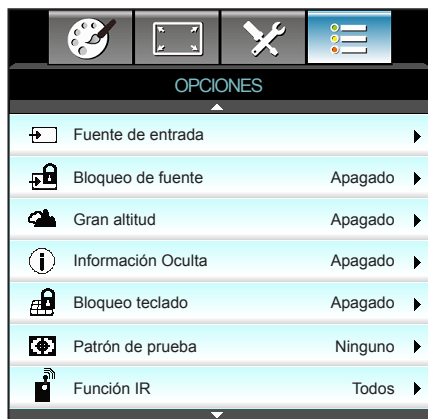 OPCIONES
Fuente de entrada
Bloqueo de fuente Apagado
Gran altitud Apagado
Información Oculta Apagado
Bloqueo teclado Apagado
Patrón de prueba Ninguno
Función IR Todos